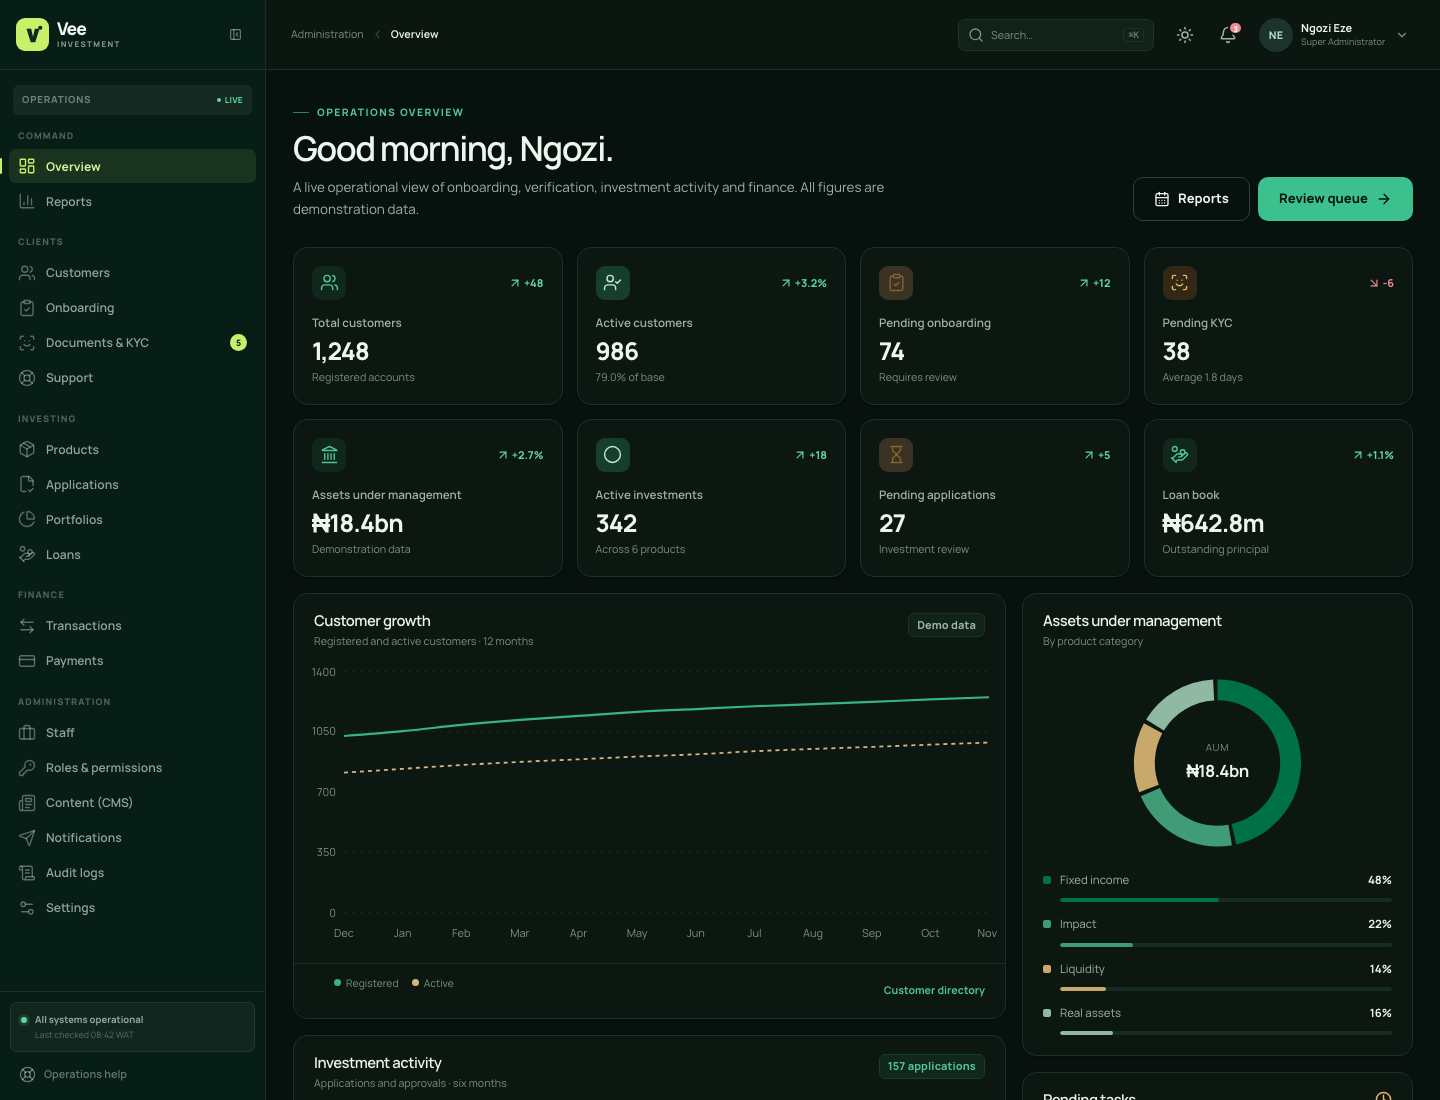 Vee
INVESTMENT
OPERATIONS
LIVE
COMMAND
Overview
Reports
CLIENTS
Customers
Onboarding
Documents & KYC
5
Support
INVESTING
Products
Applications
Portfolios
Loans
FINANCE
Transactions
Payments
ADMINISTRATION
Staff
Roles & permissions
Content (CMS)
Notifications
Audit logs
Settings
All systems operational
Last checked 08:42 WAT
Operations help
Administration
Overview
Search...
⌘K
3
NE
Ngozi Eze
Super Administrator
OPERATIONS OVERVIEW
Good morning, Ngozi.
A live operational view of onboarding, verification, investment activity and finance. All figures are
demonstration data.
Reports
Review queue
+48
Total customers
1,248
Registered accounts
+3.2%
Active customers
986
79.0% of base
+12
Pending onboarding
74
Requires review
-6
Pending KYC
38
Average 1.8 days
+2.7%
Assets under management
₦18.4bn
Demonstration data
+18
Active investments
342
Across 6 products
+5
Pending applications
27
Investment review
+1.1%
Loan book
₦642.8m
Outstanding principal
Customer growth
Registered and active customers · 12 months
Demo data
1400
1050
700
350
0
Dec Jan Feb Mar Apr May Jun Jul Aug Sep Oct Nov
Registered
Active
Customer directory
Assets under management
By product category
AUM
₦18.4bn
Fixed income 48%
Impact 22%
Liquidity 14%
Real assets 16%
Investment activity
Applications and approvals · six months
157 applications
Pending tasks